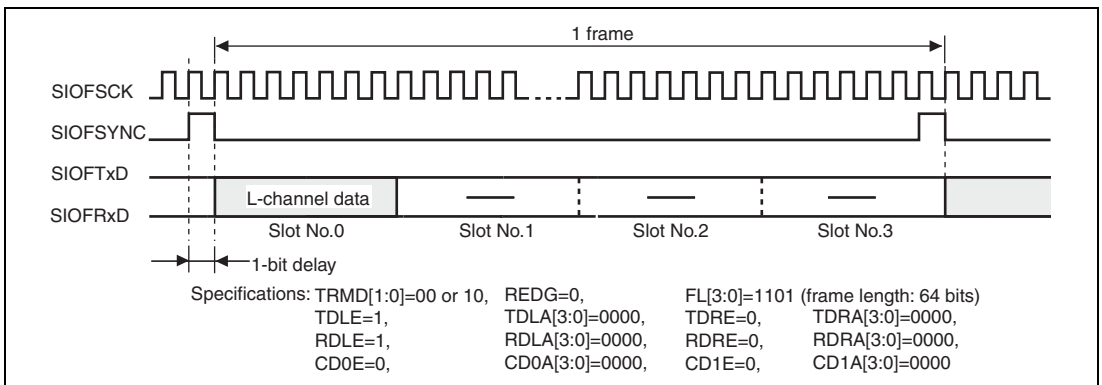 1 frame
SIOFSCK
SIOFSYNC
SIOFTxD
L-channel data
SIOFRxD
Slot No.0 Slot No.1 Slot No.2 Slot No.3
1-bit delay
Specifications: TRMD[1:0]=00 or 10, REDG=0, FL[3:0]=1101 (frame length: 64 bits)
TDLE=1, TDLA[3:0]=0000, TDRE=0, TDRA[3:0]=0000,
RDLE=1, RDLA[3:0]=0000, RDRE=0, RDRA[3:0]=0000,
CD0E=0, CD0A[3:0]=0000, CD1E=0, CD1A[3:0]=0000